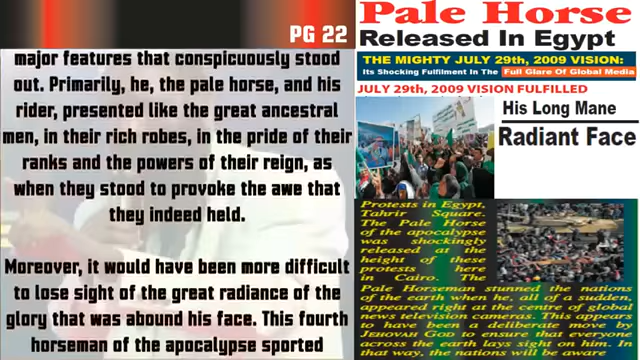 PG 22
major features that conspicuously stood
out. Primarily, he, the pale horse, and his
rider, presented like the great ancestral
men, in their rich robes, in the pride of their
ranks and the powers of their reign, as
when they stood to provoke the awe that
they indeed held.
Moreover, it would have been more difficult
to lose sight of the great radiance of the
glory that was abound his face. This fourth
horseman of the apocalypse sported
Pale Horse
Released In Egypt
THE MIGHTY JULY 29th, 2009 VISION:
Its Shocking Fulfilment In The Full Glare Of Global Media
JULY 29th, 2009 VISION FULFILLED
His Long Mane
Radiant Face
Protests in Egypt,
Tahrir Square.
The Pale Horse
of the apocalypse
was shockingly
released at the
height of these
protests here
in Cairo. The
Pale Horseman stunned the nations
of the earth when he, all of a sudden,
appeared right at the centre of global
news television cameras. This appears
to have been a deliberate move by
God to ensure that everyone
across the earth lays sight on him. In
that way, the nations will be aware